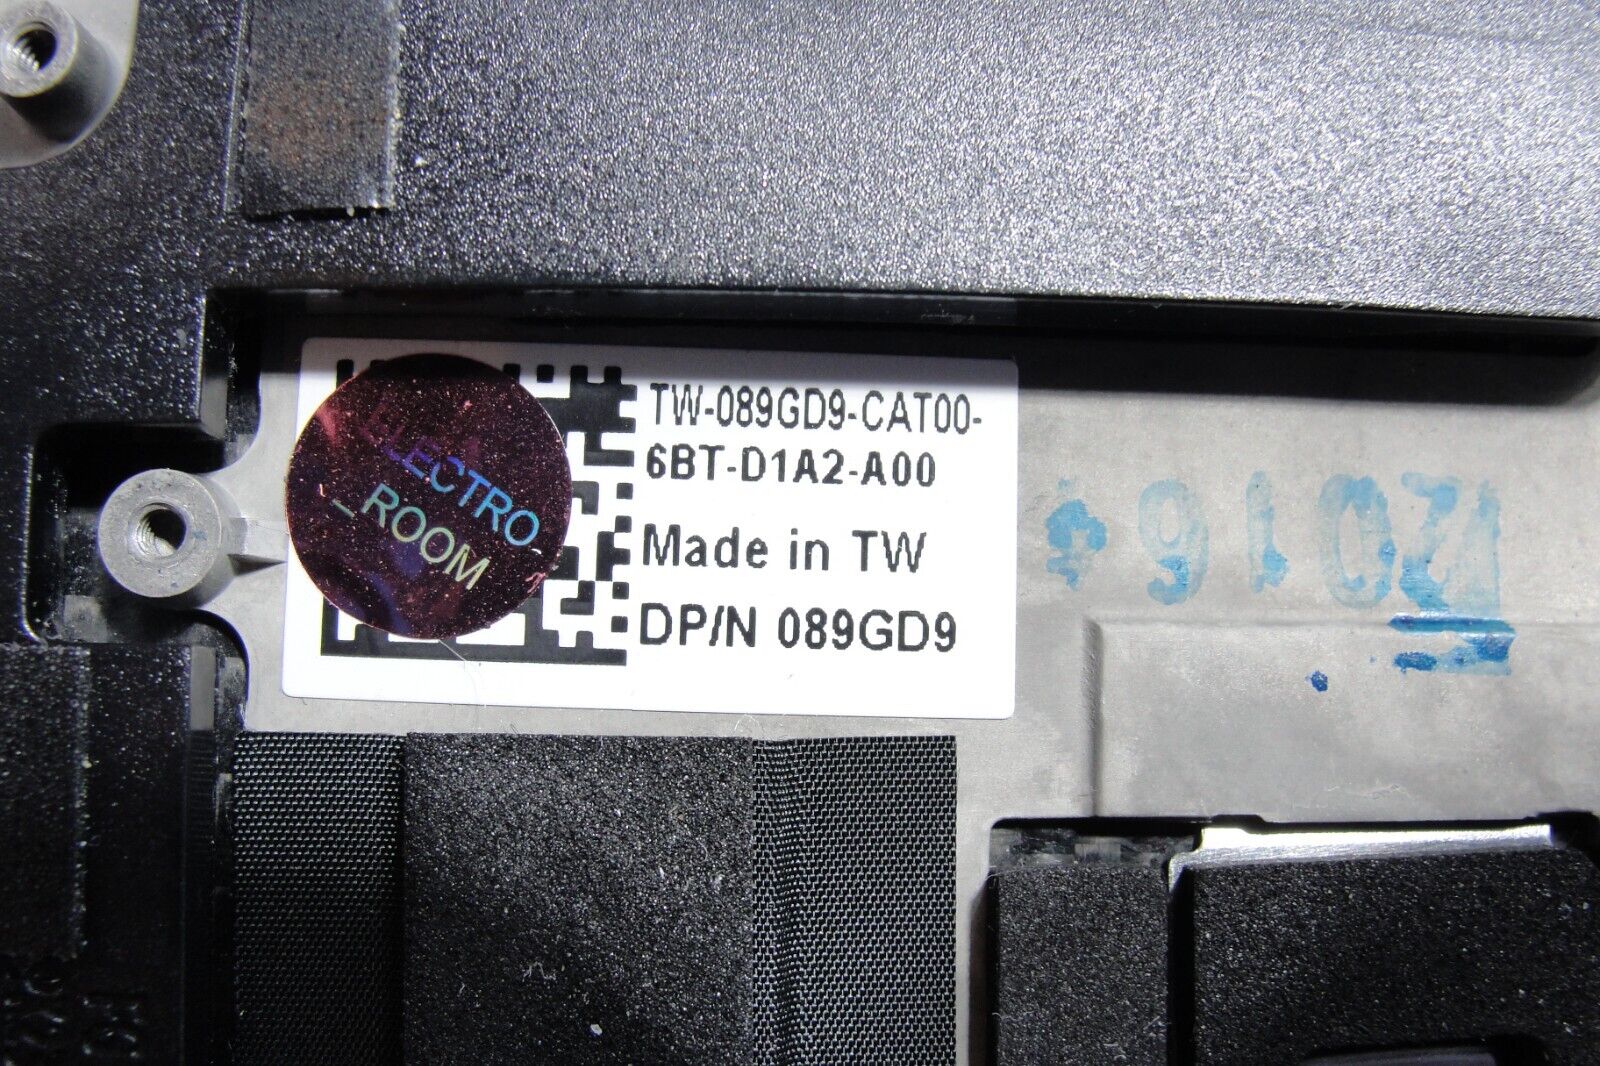 TW-089GD9-CAT00-
6BT-D1A2-A00
Made in TW
DP/N 089GD9
ELECTRO
_ROOM